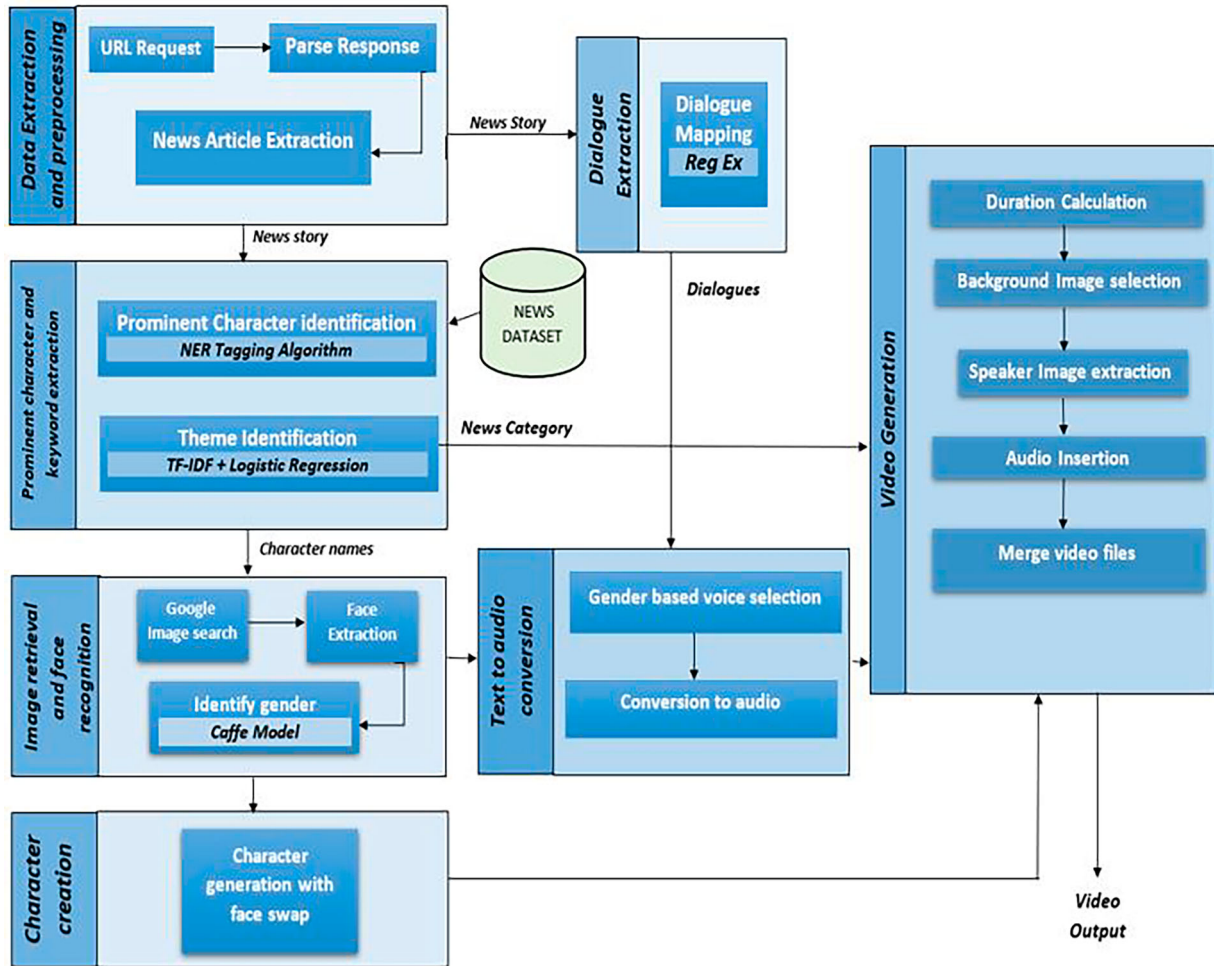 Data Extraction
and preprocessing
URL Request
Parse Response
News Article Extraction
News Story
Dialogue
Extraction
Dialogue
Mapping
Reg Ex
News story
Dialogues
Prominent character and
keyword extraction
Prominent Character identification
NER Tagging Algorithm
NEWS
DATASET
Theme Identification
TF-IDF + Logistic Regression
News Category
Character names
Image retrieval
and face
recognition
Google
Image search
Face
Extraction
Identify gender
Caffe Model
Text to audio
conversion
Gender based voice selection
Conversion to audio
Character
creation
Character
generation with
face swap
Video Generation
Duration Calculation
Background Image selection
Speaker Image extraction
Audio Insertion
Merge video files
Video
Output